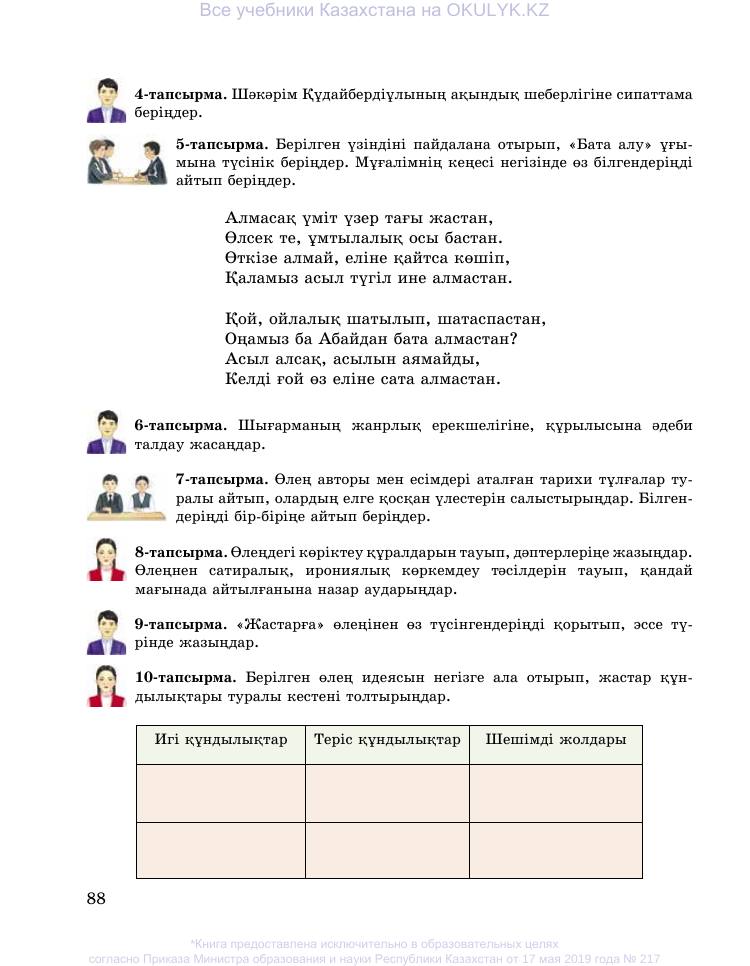 Все учебники Казахстана на OKULYK.KZ
4-тапсырма. Шәкәрім Құдайбердіұлының ақындық шеберлігіне сипаттама
беріңдер.
5-тапсырма. Берілген үзіндіні пайдалана отырып, «Бата алу» ұғы-
мына түсінік беріңдер. Мұғалімнің кеңесі негізінде өз білгендеріңді
айтып беріңдер.
Алмасақ үміт үзер тағы жастан,
Өлсек те, ұмтылалық осы бастан.
Өткізе алмай, еліне қайтса көшіп,
Қаламыз асыл түгіл ине алмастан.
Қой, ойлалық шатылып, шатаспастан,
Оңамыз ба Абайдан бата алмастан?
Асыл алсақ, асылын аямайды,
Келді ғой өз еліне сата алмастан.
6-тапсырма. Шығарманың жанрлық ерекшелігіне, құрылысына әдеби
талдау жасаңдар.
7-тапсырма. Өлең авторы мен есімдері аталған тарихи тұлғалар ту-
ралы айтып, олардың елге қосқан үлестерін салыстырыңдар. Білген-
деріңді бір-біріңе айтып беріңдер.
8-тапсырма. Өлеңдегі көріктеу құралдарын тауып, дәптерлеріңе жазыңдар.
Өлеңнен сатиралық, ирониялық көркемдеу тәсілдерін тауып, қандай
мағынада айтылғанына назар аударыңдар.
9-тапсырма. «Жастарға» өлеңінен өз түсінгендеріңді қорытып, эссе тү-
рінде жазыңдар.
10-тапсырма. Берілген өлең идеясын негізге ала отырып, жастар құн-
дылықтары туралы кестені толтырыңдар.
Игі құндылықтар Теріс құндылықтар Шешімді жолдары
88
*Книга предоставлена исключительно в образовательных целях
согласно Приказа Министра образования и науки Республики Казахстан от 17 мая 2019 года № 217